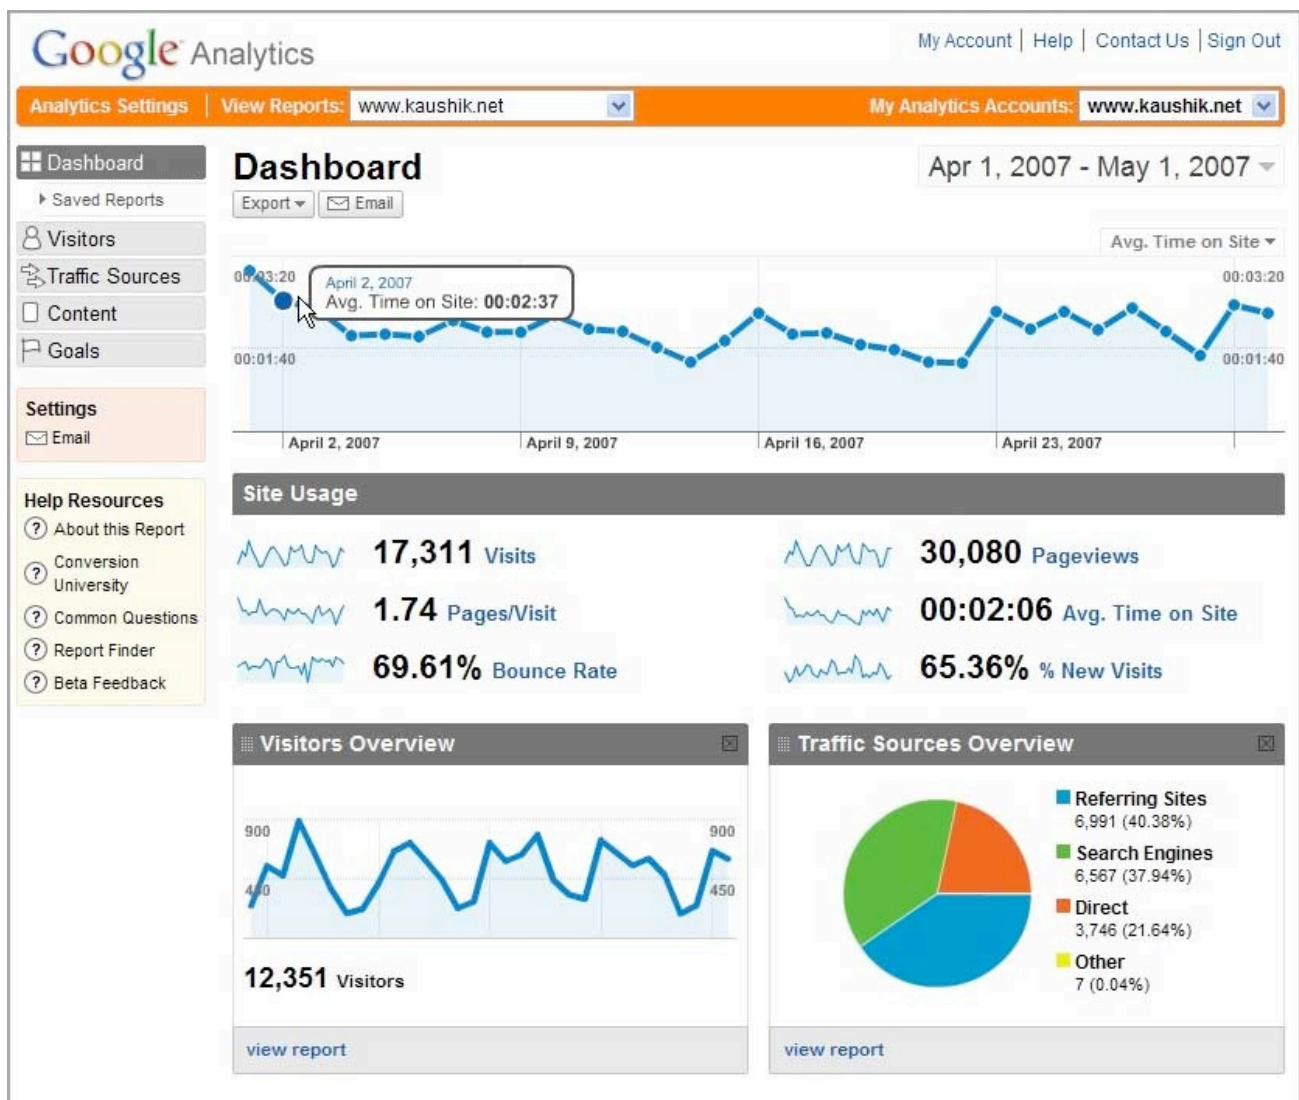 Google Analytics
My Account | Help | Contact Us | Sign Out
Analytics Settings | View Reports: www.kaushik.net
My Analytics Accounts: www.kaushik.net
Dashboard
Saved Reports
Visitors
Traffic Sources
Content
Goals
Settings
Email
Help Resources
About this Report
Conversion
University
Common Questions
Report Finder
Beta Feedback
Dashboard
Apr 1, 2007 - May 1, 2007
Export
Email
Avg. Time on Site
00:03:20
00:03:20
April 2, 2007
Avg. Time on Site: 00:02:37
00:01:40
00:01:40
April 2, 2007
April 9, 2007
April 16, 2007
April 23, 2007
Site Usage
17,311 Visits
30,080 Pageviews
1.74 Pages/Visit
00:02:06 Avg. Time on Site
69.61% Bounce Rate
65.36% % New Visits
Visitors Overview
900
900
450
450
12,351 Visitors
view report
Traffic Sources Overview
Referring Sites
6,991 (40.38%)
Search Engines
6,567 (37.94%)
Direct
3,746 (21.64%)
Other
7 (0.04%)
view report